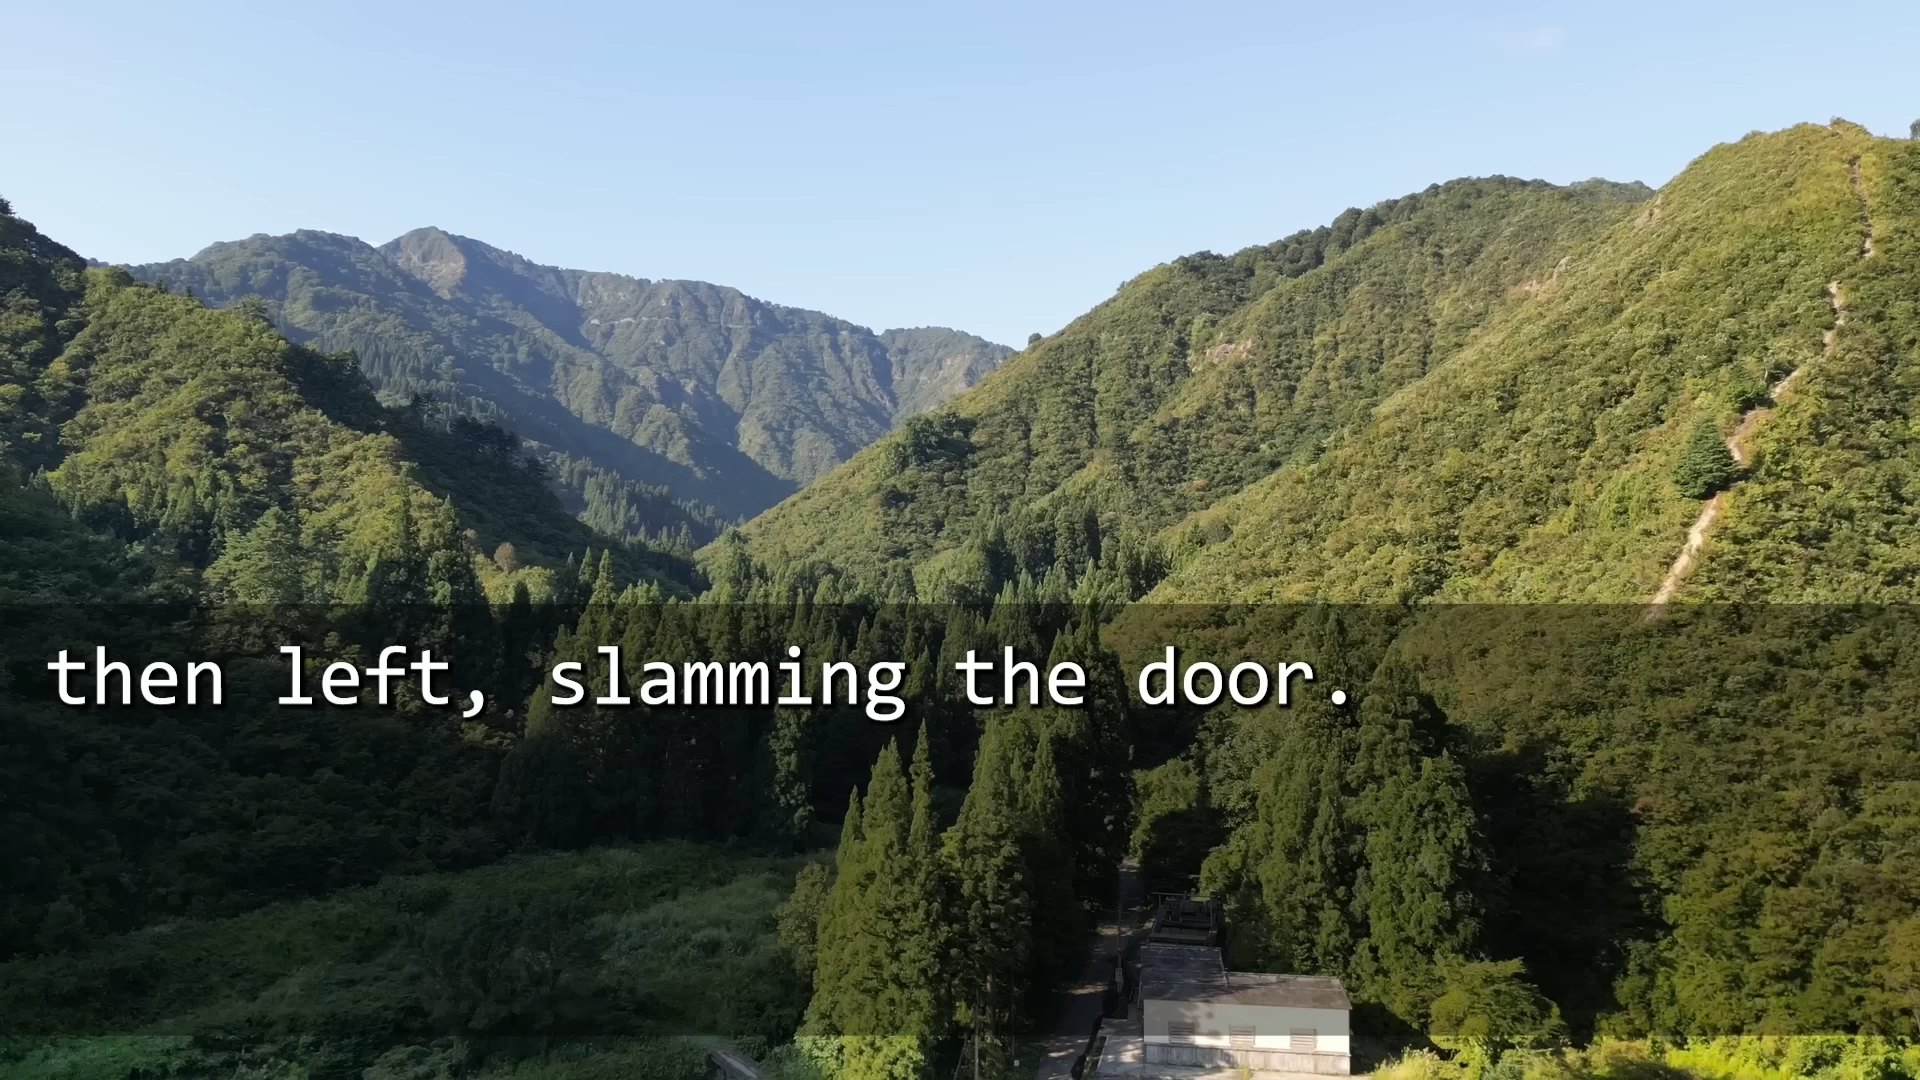 then left, slamming the door.